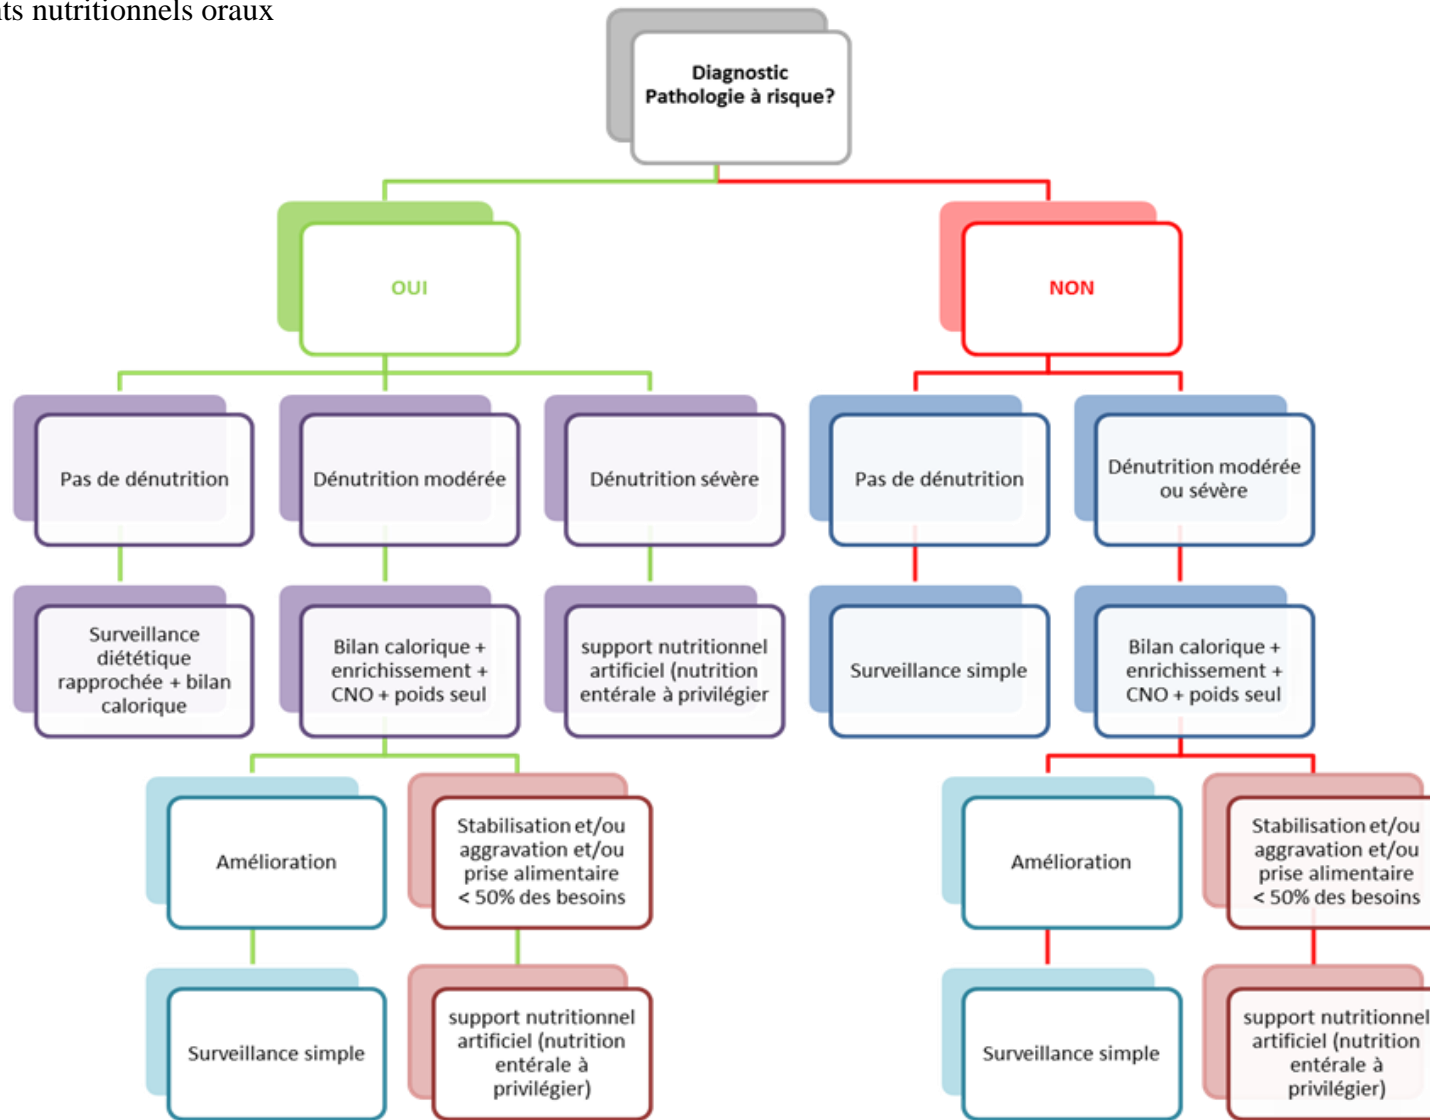 nts nutritionnels oraux
Diagnostic
Pathologie à risque?
OUI
NON
Pas de dénutrition
Dénutrition modérée
Dénutrition sévère
Pas de dénutrition
Dénutrition modérée
ou sévère
Surveillance
diététique
rapprochée + bilan
calorique
Bilan calorique +
enrichissement +
CNO + poids seul
support nutritionnel
artificiel (nutrition
entérale à privilégier
Surveillance simple
Bilan calorique +
enrichissement +
CNO + poids seul
Amélioration
Stabilisation et/ou
aggravation et/ou
prise alimentaire
< 50% des besoins
Amélioration
Stabilisation et/ou
aggravation et/ou
prise alimentaire
< 50% des besoins
Surveillance simple
support nutritionnel
artificiel (nutrition
entérale à
privilégier)
Surveillance simple
support nutritionnel
artificiel (nutrition
entérale à
privilégier)